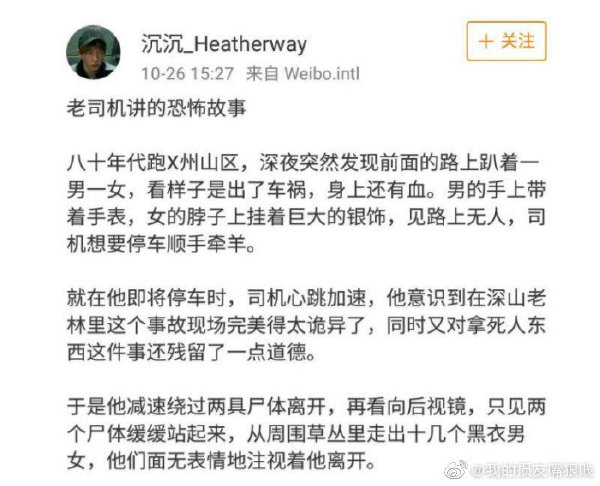 沉沉_Heatherway
+ 关注
10-26 15:27 来自 Weibo.intl
老司机讲的恐怖故事
八十年代跑X州山区，深夜突然发现前面的路上趴着一
男一女，看样子是出了车祸，身上还有血。男的手上带
着手表，女的脖子上挂着巨大的银饰，见路上无人，司
机想要停车顺手牵羊。
就在他即将停车时，司机心跳加速，他意识到在深山老
林里这个事故现场完美得太诡异了，同时又对拿死人东
西这件事还残留了一点道德。
于是他减速绕过两具尸体离开，再看向后视镜，只见两
个尸体缓缓站起来，从周围草丛里走出十几个黑衣男
女，他们面无表情地注视着他离开。
@我的损友嘴狠贱